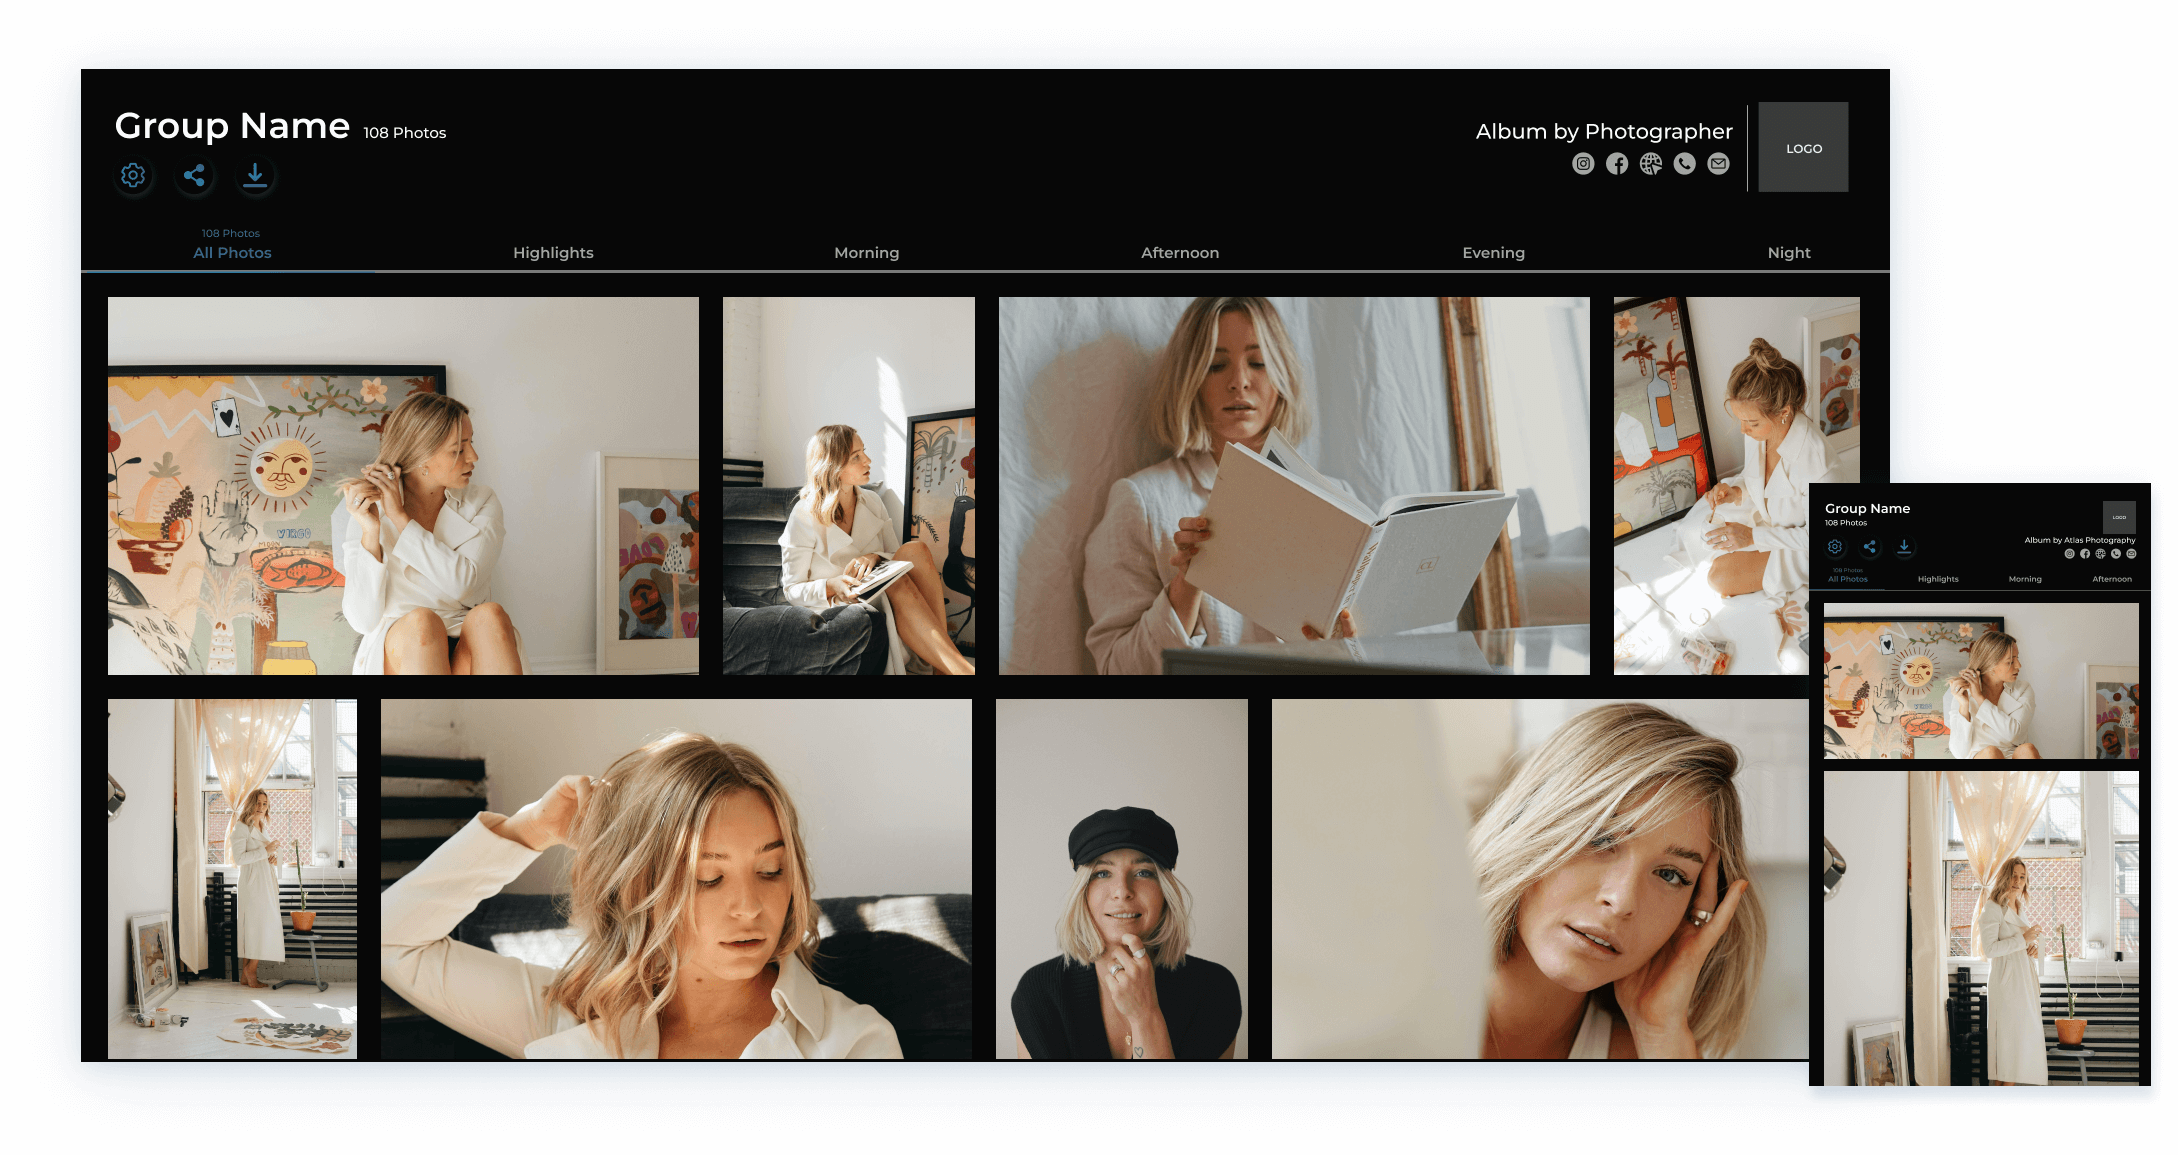 Group Name 108 Photos
Album by Photographer
LOGO
108 Photos
All Photos Highlights Morning Afternoon Evening Night
VIRGO
Group Name
108 Photos
LOGO
Album by Atlas Photography
108 Photos
All Photos Highlights Morning Afternoon